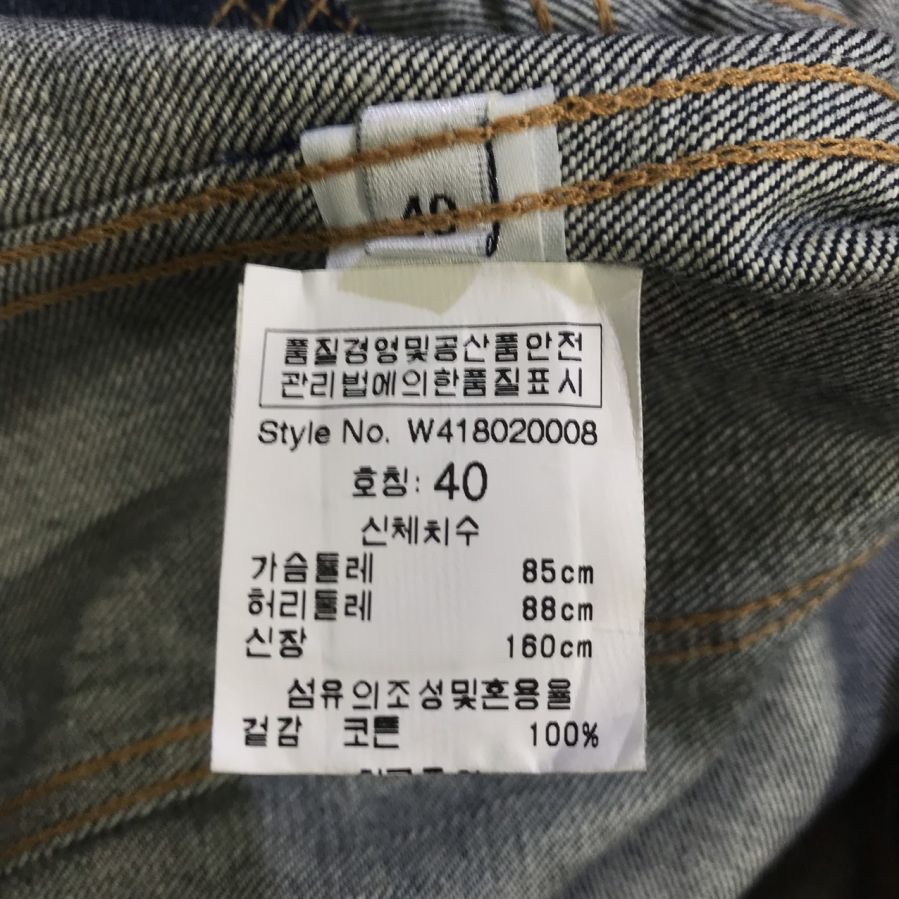 40
품질경영및공산품안전
관리법에의한품질표시
Style No. W418020008
호칭: 40
신체치수
가슴둘레 85cm
허리둘레 88cm
신장 160cm
섬유의조성및혼용율
겉감 코튼 100%